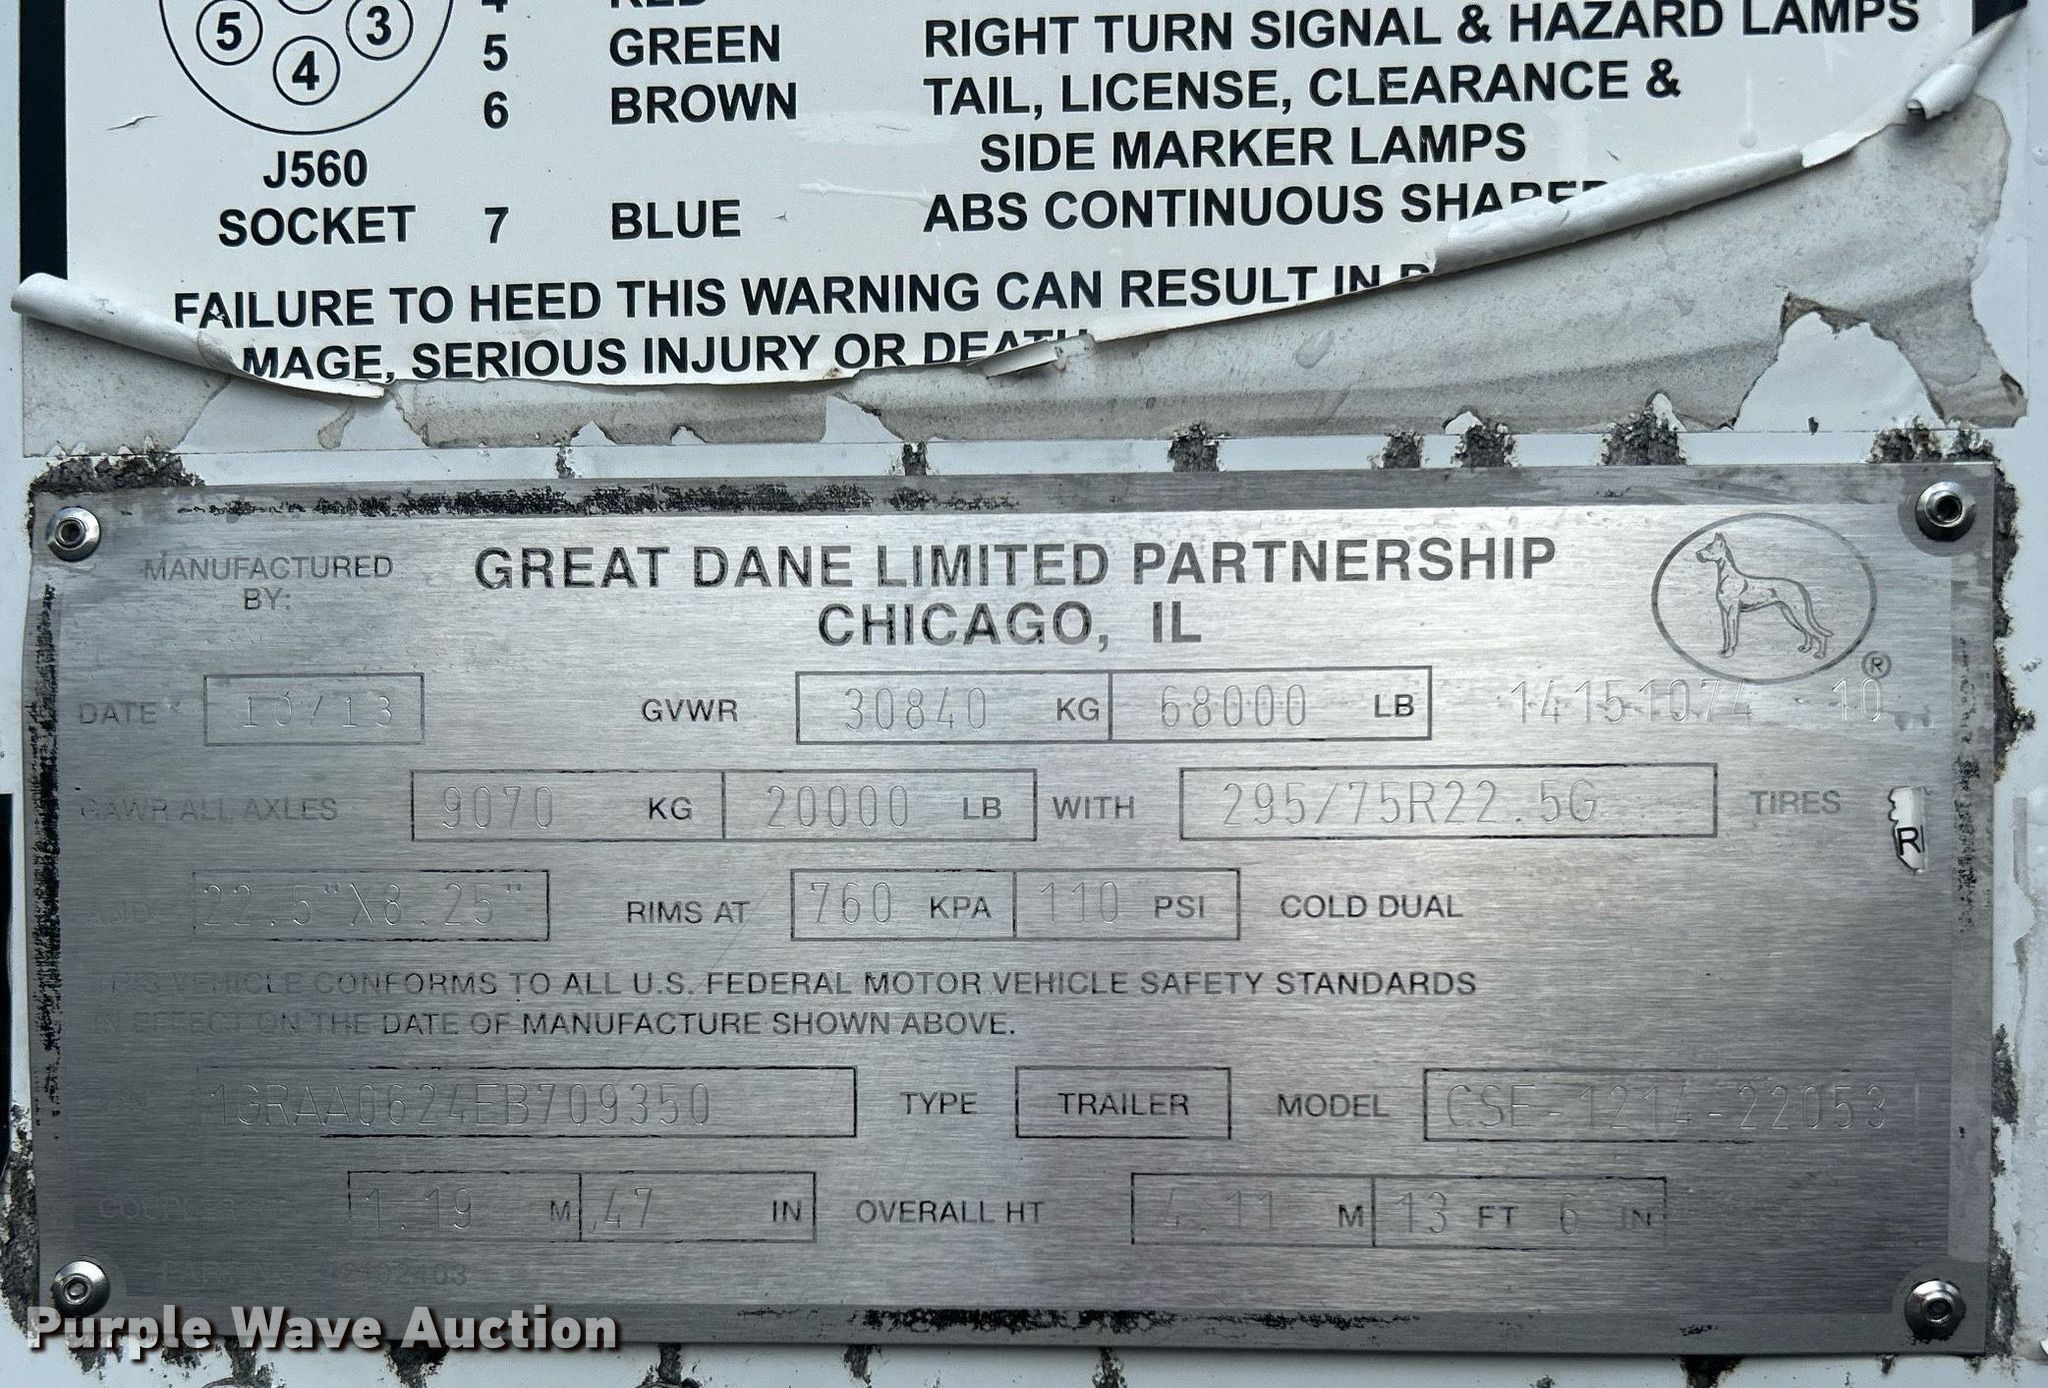 5 3
4
J560
SOCKET
5 GREEN RIGHT TURN SIGNAL & HAZARD LAMPS
6 BROWN TAIL, LICENSE, CLEARANCE &
SIDE MARKER LAMPS
7 BLUE ABS CONTINUOUS
FAILURE TO HEED THIS WARNING CAN RESULT IN
MAGE, SERIOUS INJURY OR
MANUFACTURED
BY:
GREAT DANE LIMITED PARTNERSHIP
CHICAGO, IL
®
DATE 10/13 GVWR 30840 KG 68000 LB 14151074 - 10
GAWR ALL AXLES 9070 KG 20000 LB WITH 295/75R22.5G TIRES
R
22.5"X8.25" RIMS AT 760 KPA 110 PSI COLD DUAL
THIS VEHICLE CONFORMS TO ALL U.S. FEDERAL MOTOR VEHICLE SAFETY STANDARDS
IN EFFECT ON THE DATE OF MANUFACTURE SHOWN ABOVE.
1GRAA0624EB709350 TYPE TRAILER MODEL CSE-1214-22053
1.19 M 47 IN OVERALL HT 4.11 M 13 FT 6 IN
Purple Wave Auction